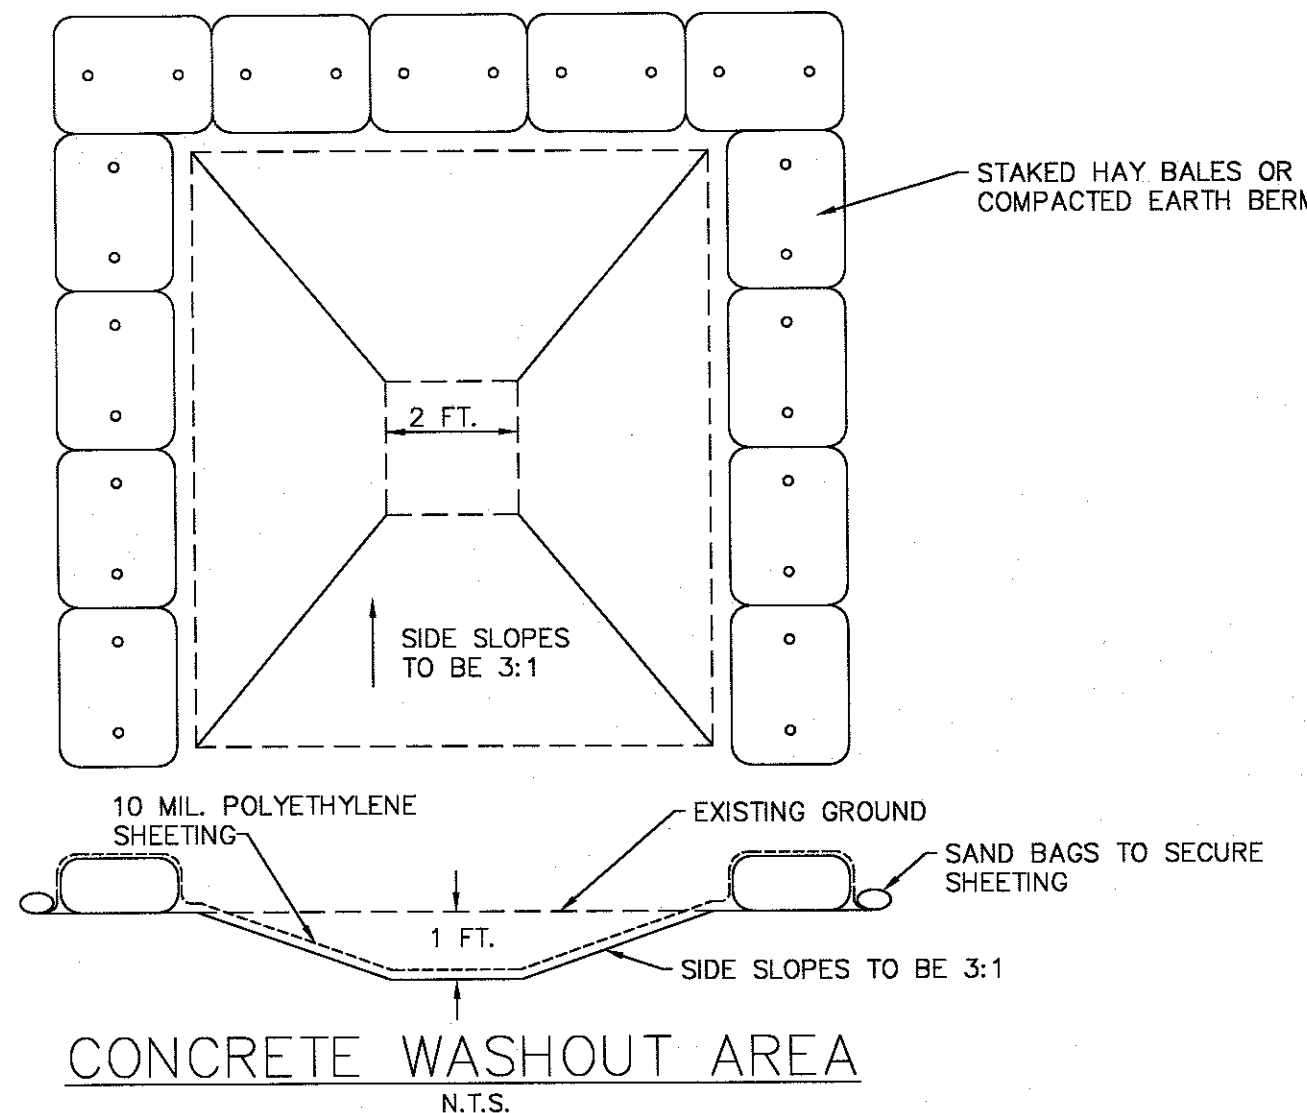 STAKED HAY BALES OR
COMPACTED EARTH BERM
2 FT.
SIDE SLOPES
TO BE 3:1
10 MIL. POLYETHYLENE
SHEETING
EXISTING GROUND
SAND BAGS TO SECURE
SHEETING
1 FT.
SIDE SLOPES TO BE 3:1
CONCRETE WASHOUT AREA
N.T.S.